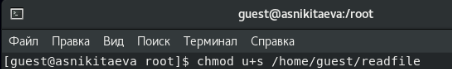 guest@asnikitaeva:/root
Файл Правка Вид Поиск Терминал Справка
[guest@asnikitaeva root]$ chmod u+s /home/guest/readfile